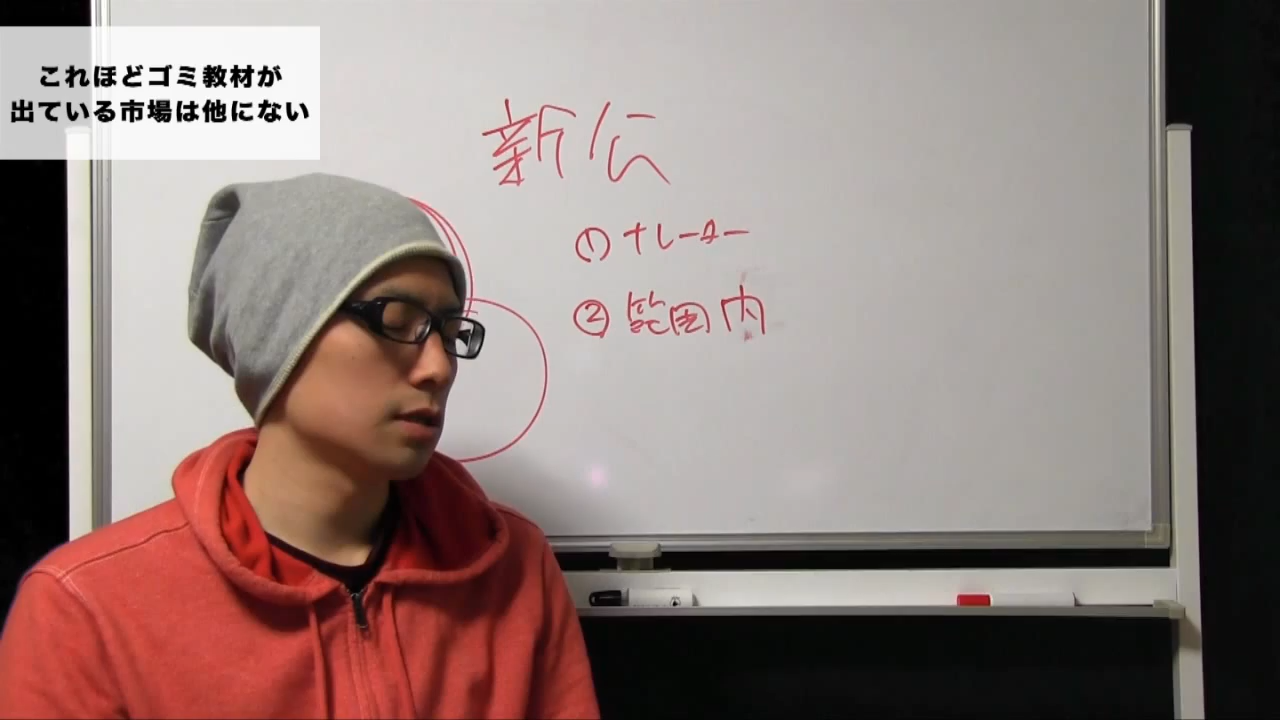 これほどゴミ教材が
出ている市場は他にない
新公
① ナレーター
② 範囲内